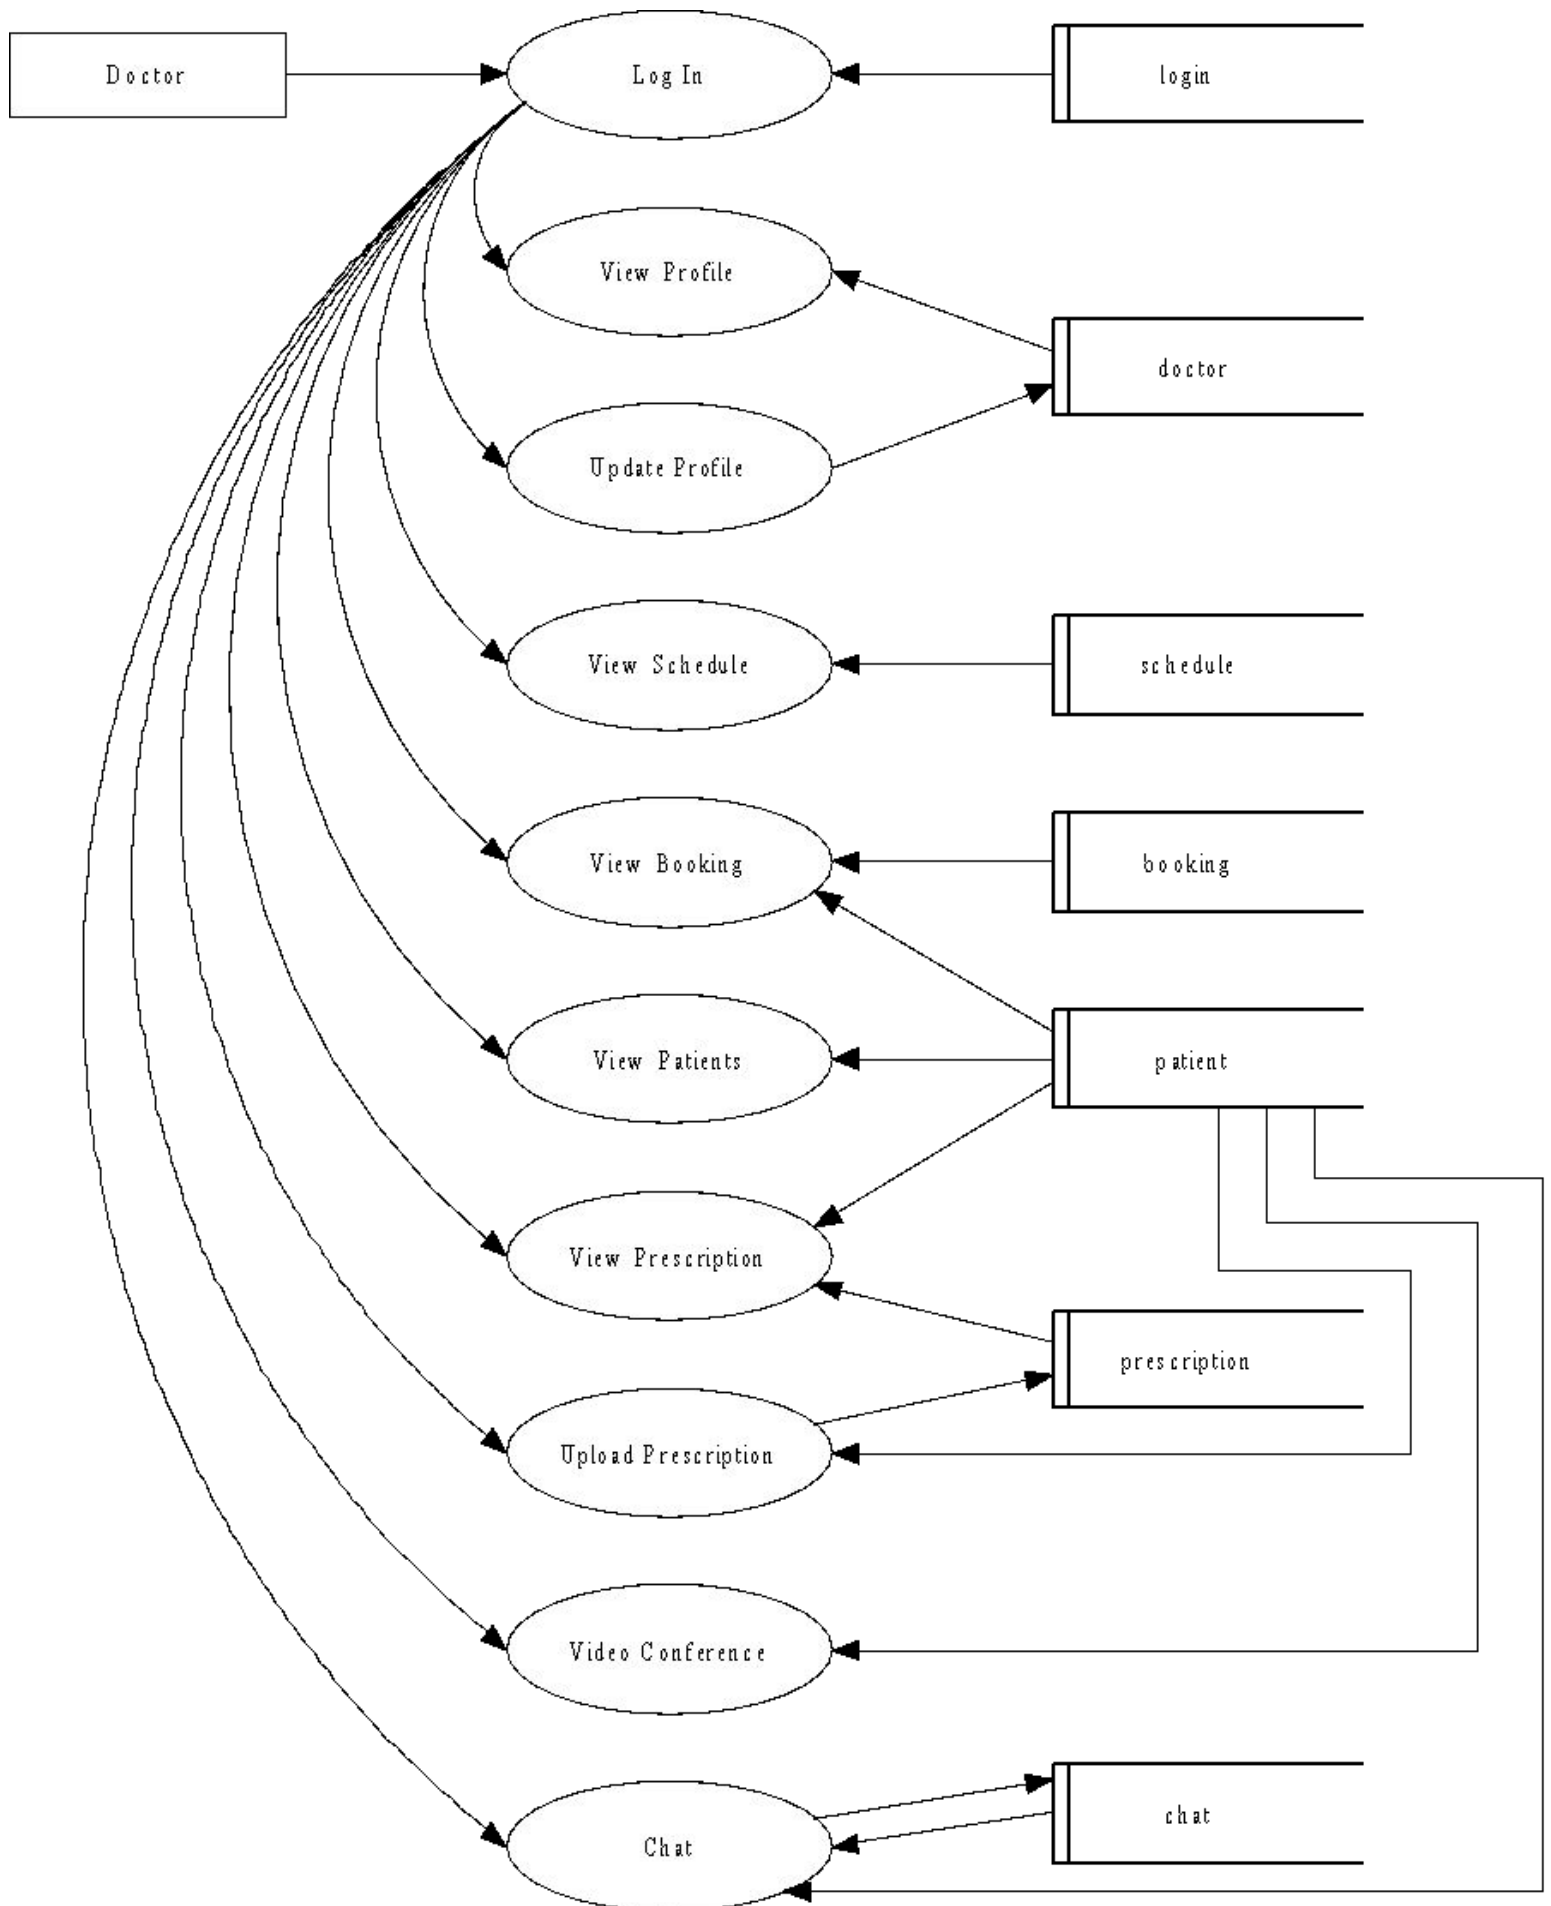 Doctor
Log In
login
View Profile
doctor
Update Profile
View Schedule
schedule
View Booking
booking
View Patients
patient
View Prescription
prescription
Upload Prescription
Video Conference
chat
Chat